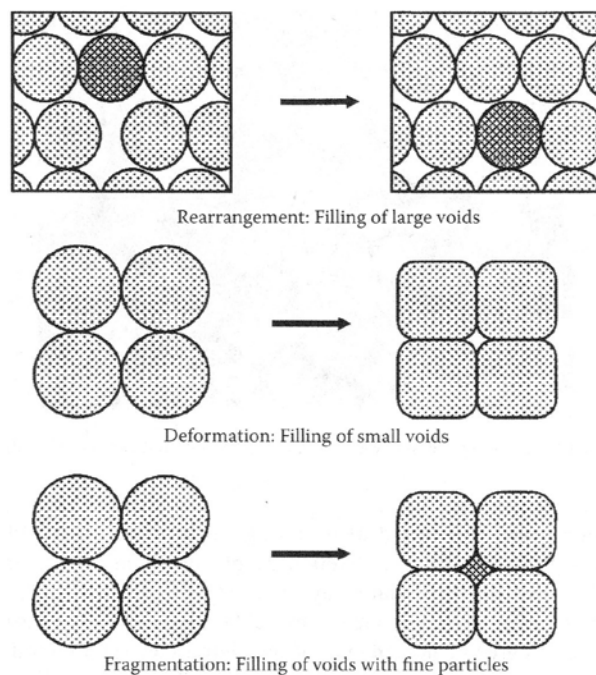 Rearrangement: Filling of large voids
Deformation: Filling of small voids
Fragmentation: Filling of voids with fine particles